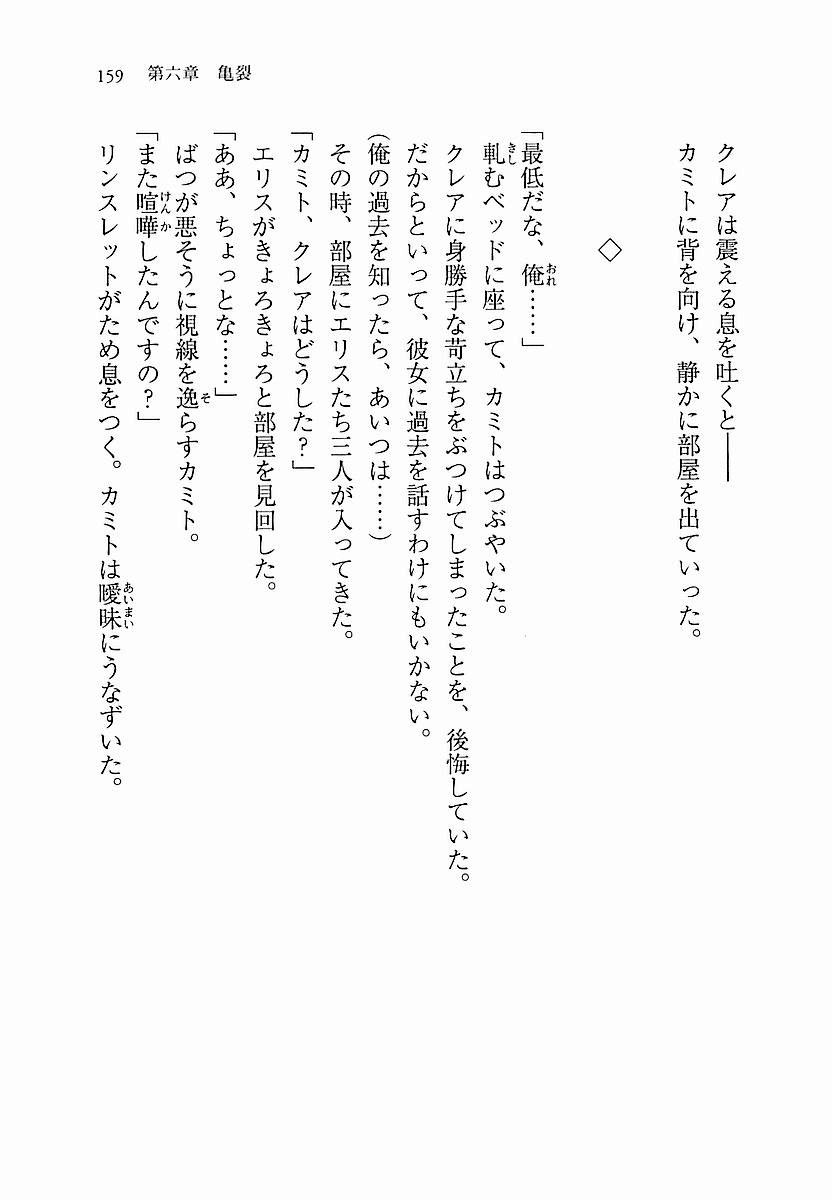 159 第六章 亀裂
クレアは震える息を吐くと――
カミトに背を向け、静かに部屋を出ていった。
◇
「最低だな、俺……」
軋むベッドに座って、カミトはつぶやいた。
クレアに身勝手な苛立ちをぶつけてしまったことを、後悔していた。
だからといって、彼女に過去を話すわけにもいかない。
(俺の過去を知ったら、あいつは……)
その時、部屋にエリスたち三人が入ってきた。
「カミト、クレアはどうした?」
エリスがきょろきょろと部屋を見回した。
「ああ、ちょっとな……」
ばつが悪そうに視線を逸らすカミト。
「また喧嘩したんですの?」
リンスレットがため息をつく。カミトは曖昧にうなずいた。